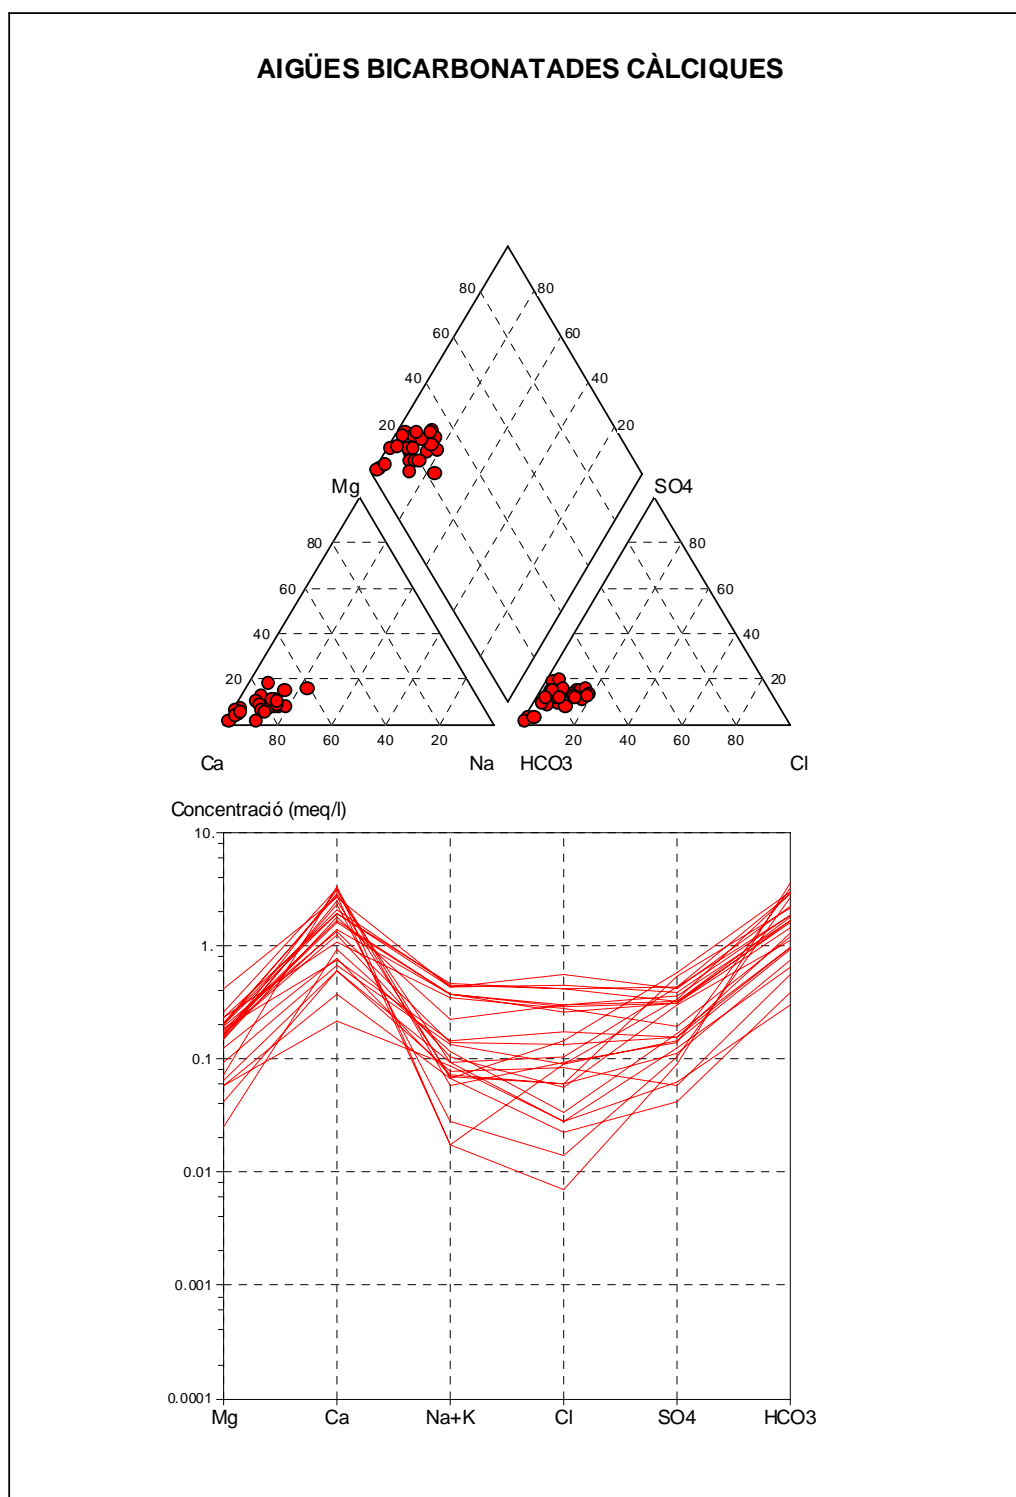 AIGÜES BICARBONATADES CÀLCIQUES
80 80
60 60
40 40
20 20
Mg SO4
80 80
60 60
40 40
20 20
80 60 40 20 20 40 60 80
Ca Na HCO3 Cl
Concentració (meq/l)
10.
1.
0.1
0.01
0.001
0.0001
Mg Ca Na+K Cl SO4 HCO3